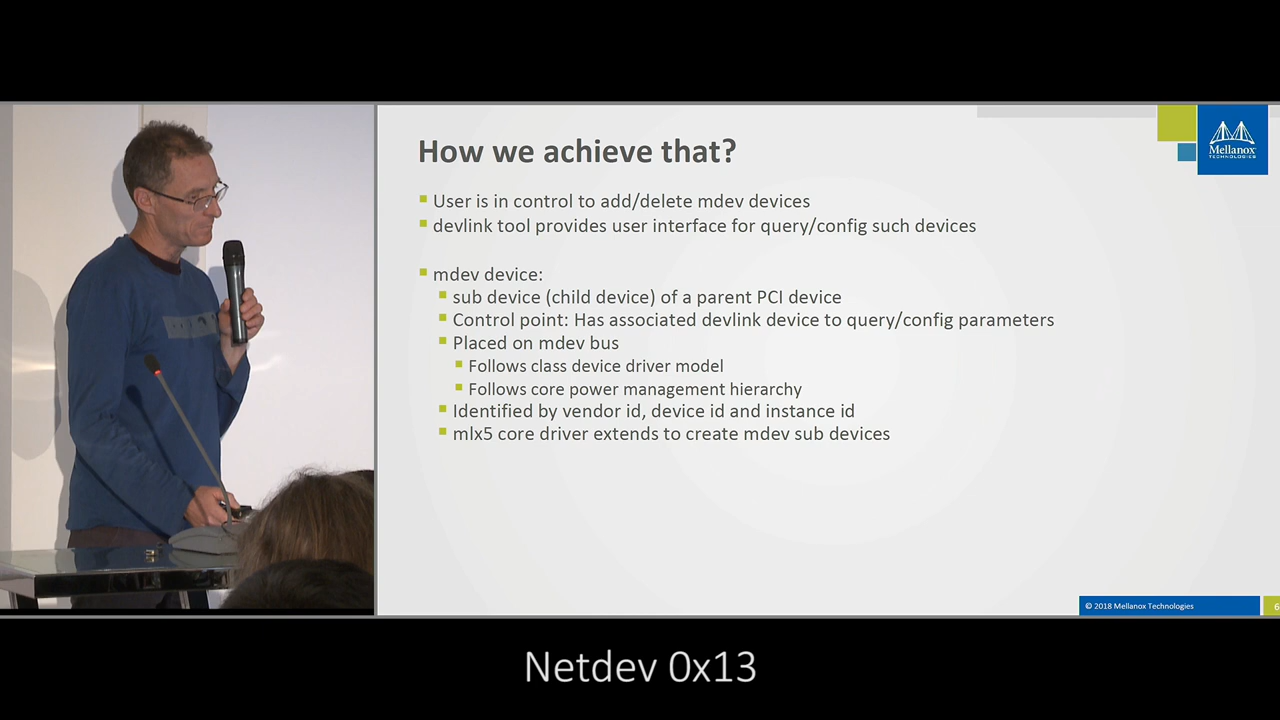 How we achieve that?
Mellanox
TECHNOLOGIES
User is in control to add/delete mdev devices
devlink tool provides user interface for query/config such devices
mdev device:
sub device (child device) of a parent PCI device
Control point: Has associated devlink device to query/config parameters
Placed on mdev bus
Follows class device driver model
Follows core power management hierarchy
Identified by vendor id, device id and instance id
mlx5 core driver extends to create mdev sub devices
© 2018 Mellanox Technologies
6
Netdev 0x13